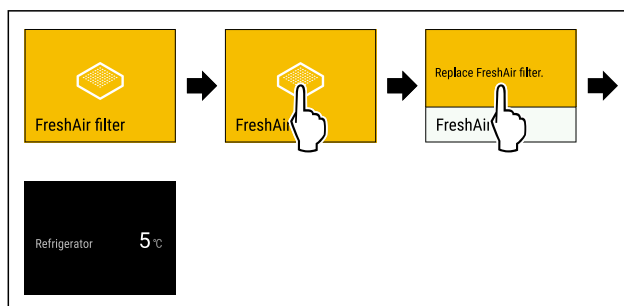 FreshAir filter
FreshAi
Replace FreshAir filter.
FreshAi
Refrigerator 5 °C